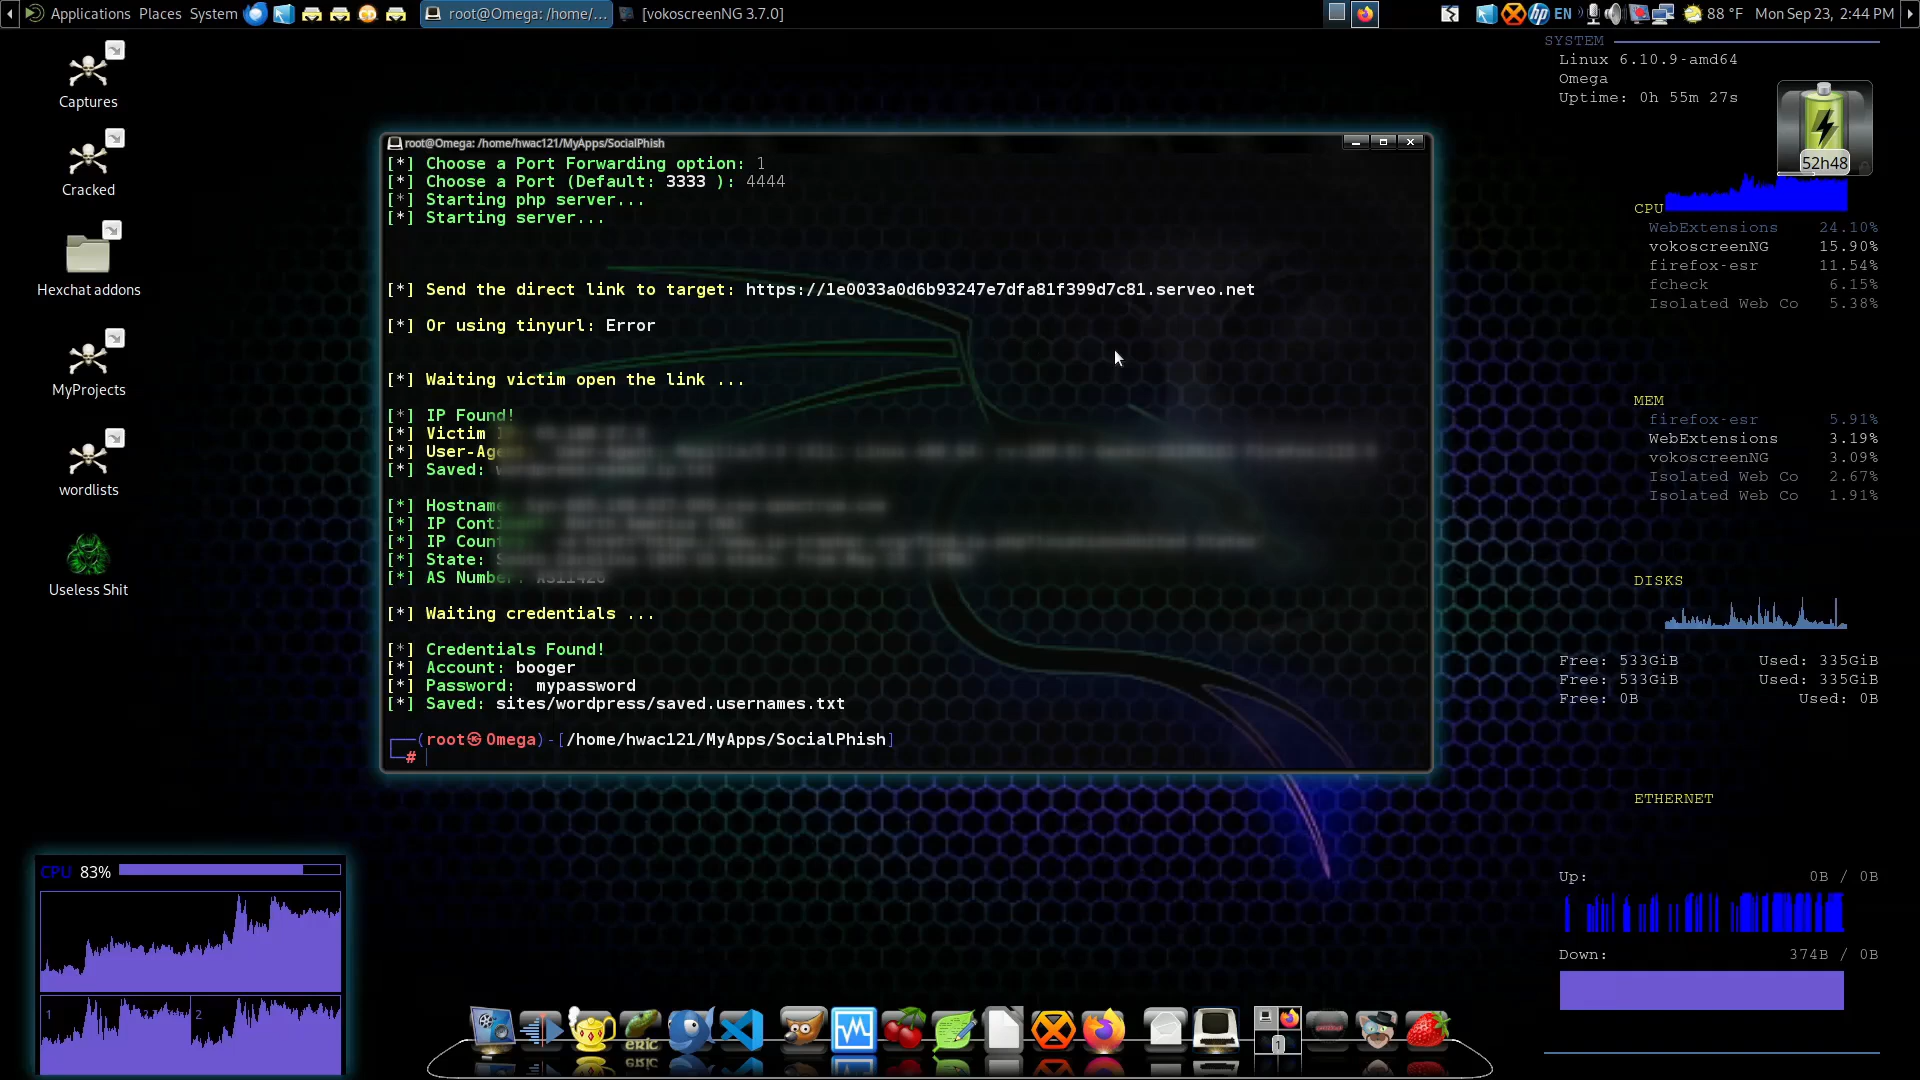 Applications Places System
root@Omega: /home/...
[vokoscreenNG 3.7.0]
EN
88 °F
Mon Sep 23, 2:44 PM
Captures
Cracked
Hexchat addons
MyProjects
wordlists
Useless Shit
root@Omega: /home/hwac121/MyApps/SocialPhish
[*] Choose a Port Forwarding option: 1
[*] Choose a Port (Default: 3333 ): 4444
[*] Starting php server...
[*] Starting server...
[*] Send the direct link to target: https://1e0033a0d6b93247e7dfa81f399d7c81.serveo.net
[*] Or using tinyurl: Error
[*] Waiting victim open the link ...
[*] IP Found!
[*] Victim
[*] User-Age
[*] Saved:
[*] Hostname
[*] IP Cont
[*] IP Coun
[*] State:
[*] AS Numbe
[*] Waiting credentials ...
[*] Credentials Found!
[*] Account: booger
[*] Password: mypassword
[*] Saved: sites/wordpress/saved.usernames.txt
(root㉿Omega)-[/home/hwac121/MyApps/SocialPhish]
#
SYSTEM
Linux 6.10.9-amd64
Omega
Uptime: 0h 55m 27s
52h48
CPU
WebExtensions 24.10%
vokoscreenNG 15.90%
firefox-esr 11.54%
fcheck 6.15%
Isolated Web Co 5.38%
MEM
firefox-esr 5.91%
WebExtensions 3.19%
vokoscreenNG 3.09%
Isolated Web Co 2.67%
Isolated Web Co 1.91%
DISKS
Free: 533GiB Used: 335GiB
Free: 533GiB Used: 335GiB
Free: 0B Used: 0B
ETHERNET
Up: 0B / 0B
Down: 374B / 0B
CPU 83%
1
2
ERIC
1